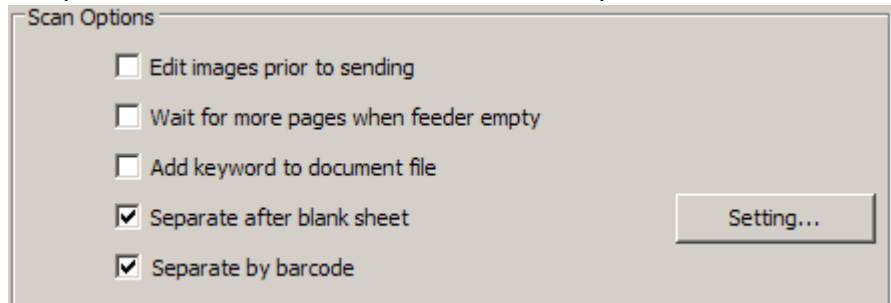 Scan Options
Edit images prior to sending
Wait for more pages when feeder empty
Add keyword to document file
Separate after blank sheet
Setting...
Separate by barcode